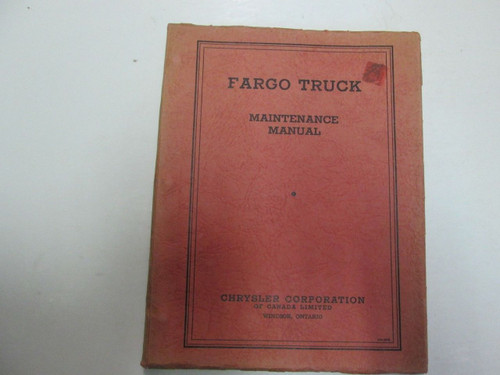 FARGO TRUCK
MAINTENANCE
MANUAL
CHRYSLER CORPORATION
OF CANADA LIMITED
WINDSOR, ONTARIO